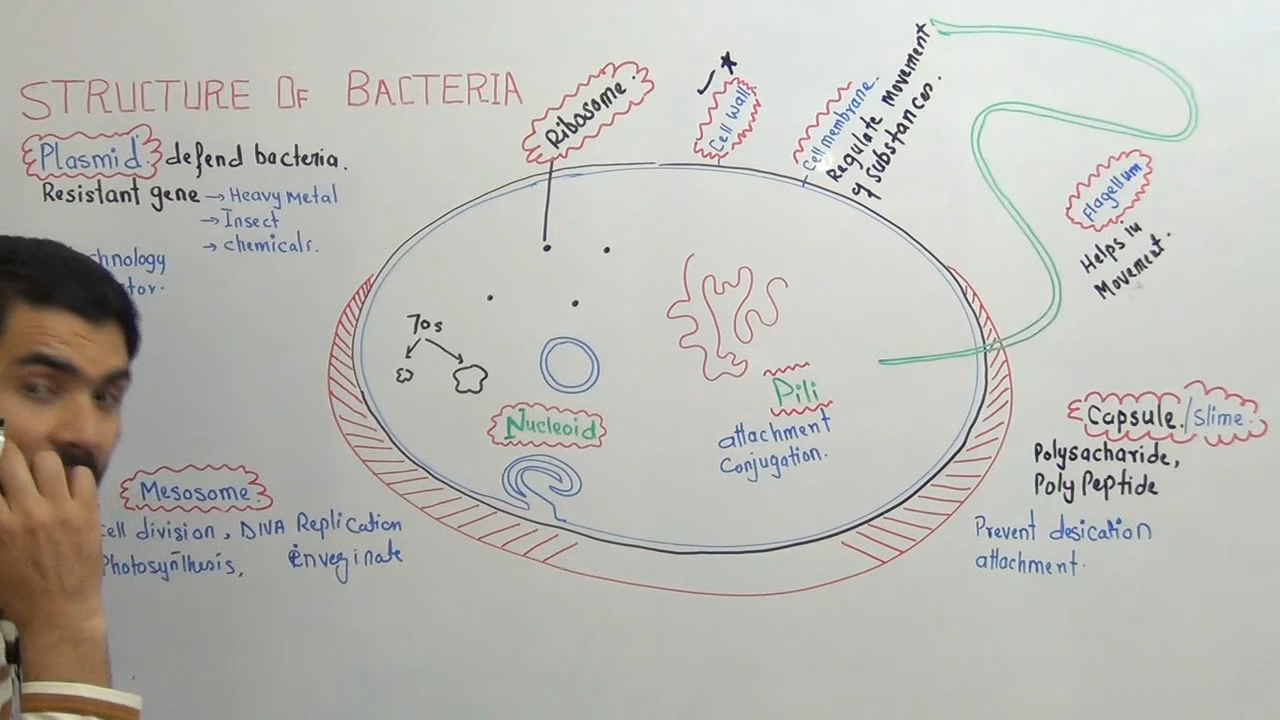 STRUCTURE OF BACTERIA
Plasmid. defend bacteria.
Resistant gene → Heavy Metal
→ Insect
→ chemicals.
Ribosome.
Cell wall
Cell membrane.
Regulate Movement
of Substances.
Flagellum
Helps in
Movement.
70s
Nucleoid
Pili
attachment
Conjugation.
Capsule./Slime.
Polysacharide,
Poly Peptide
Prevent desication
attachment.
Mesosome.
division, DNA Replication
Photosynthesis, inveginate